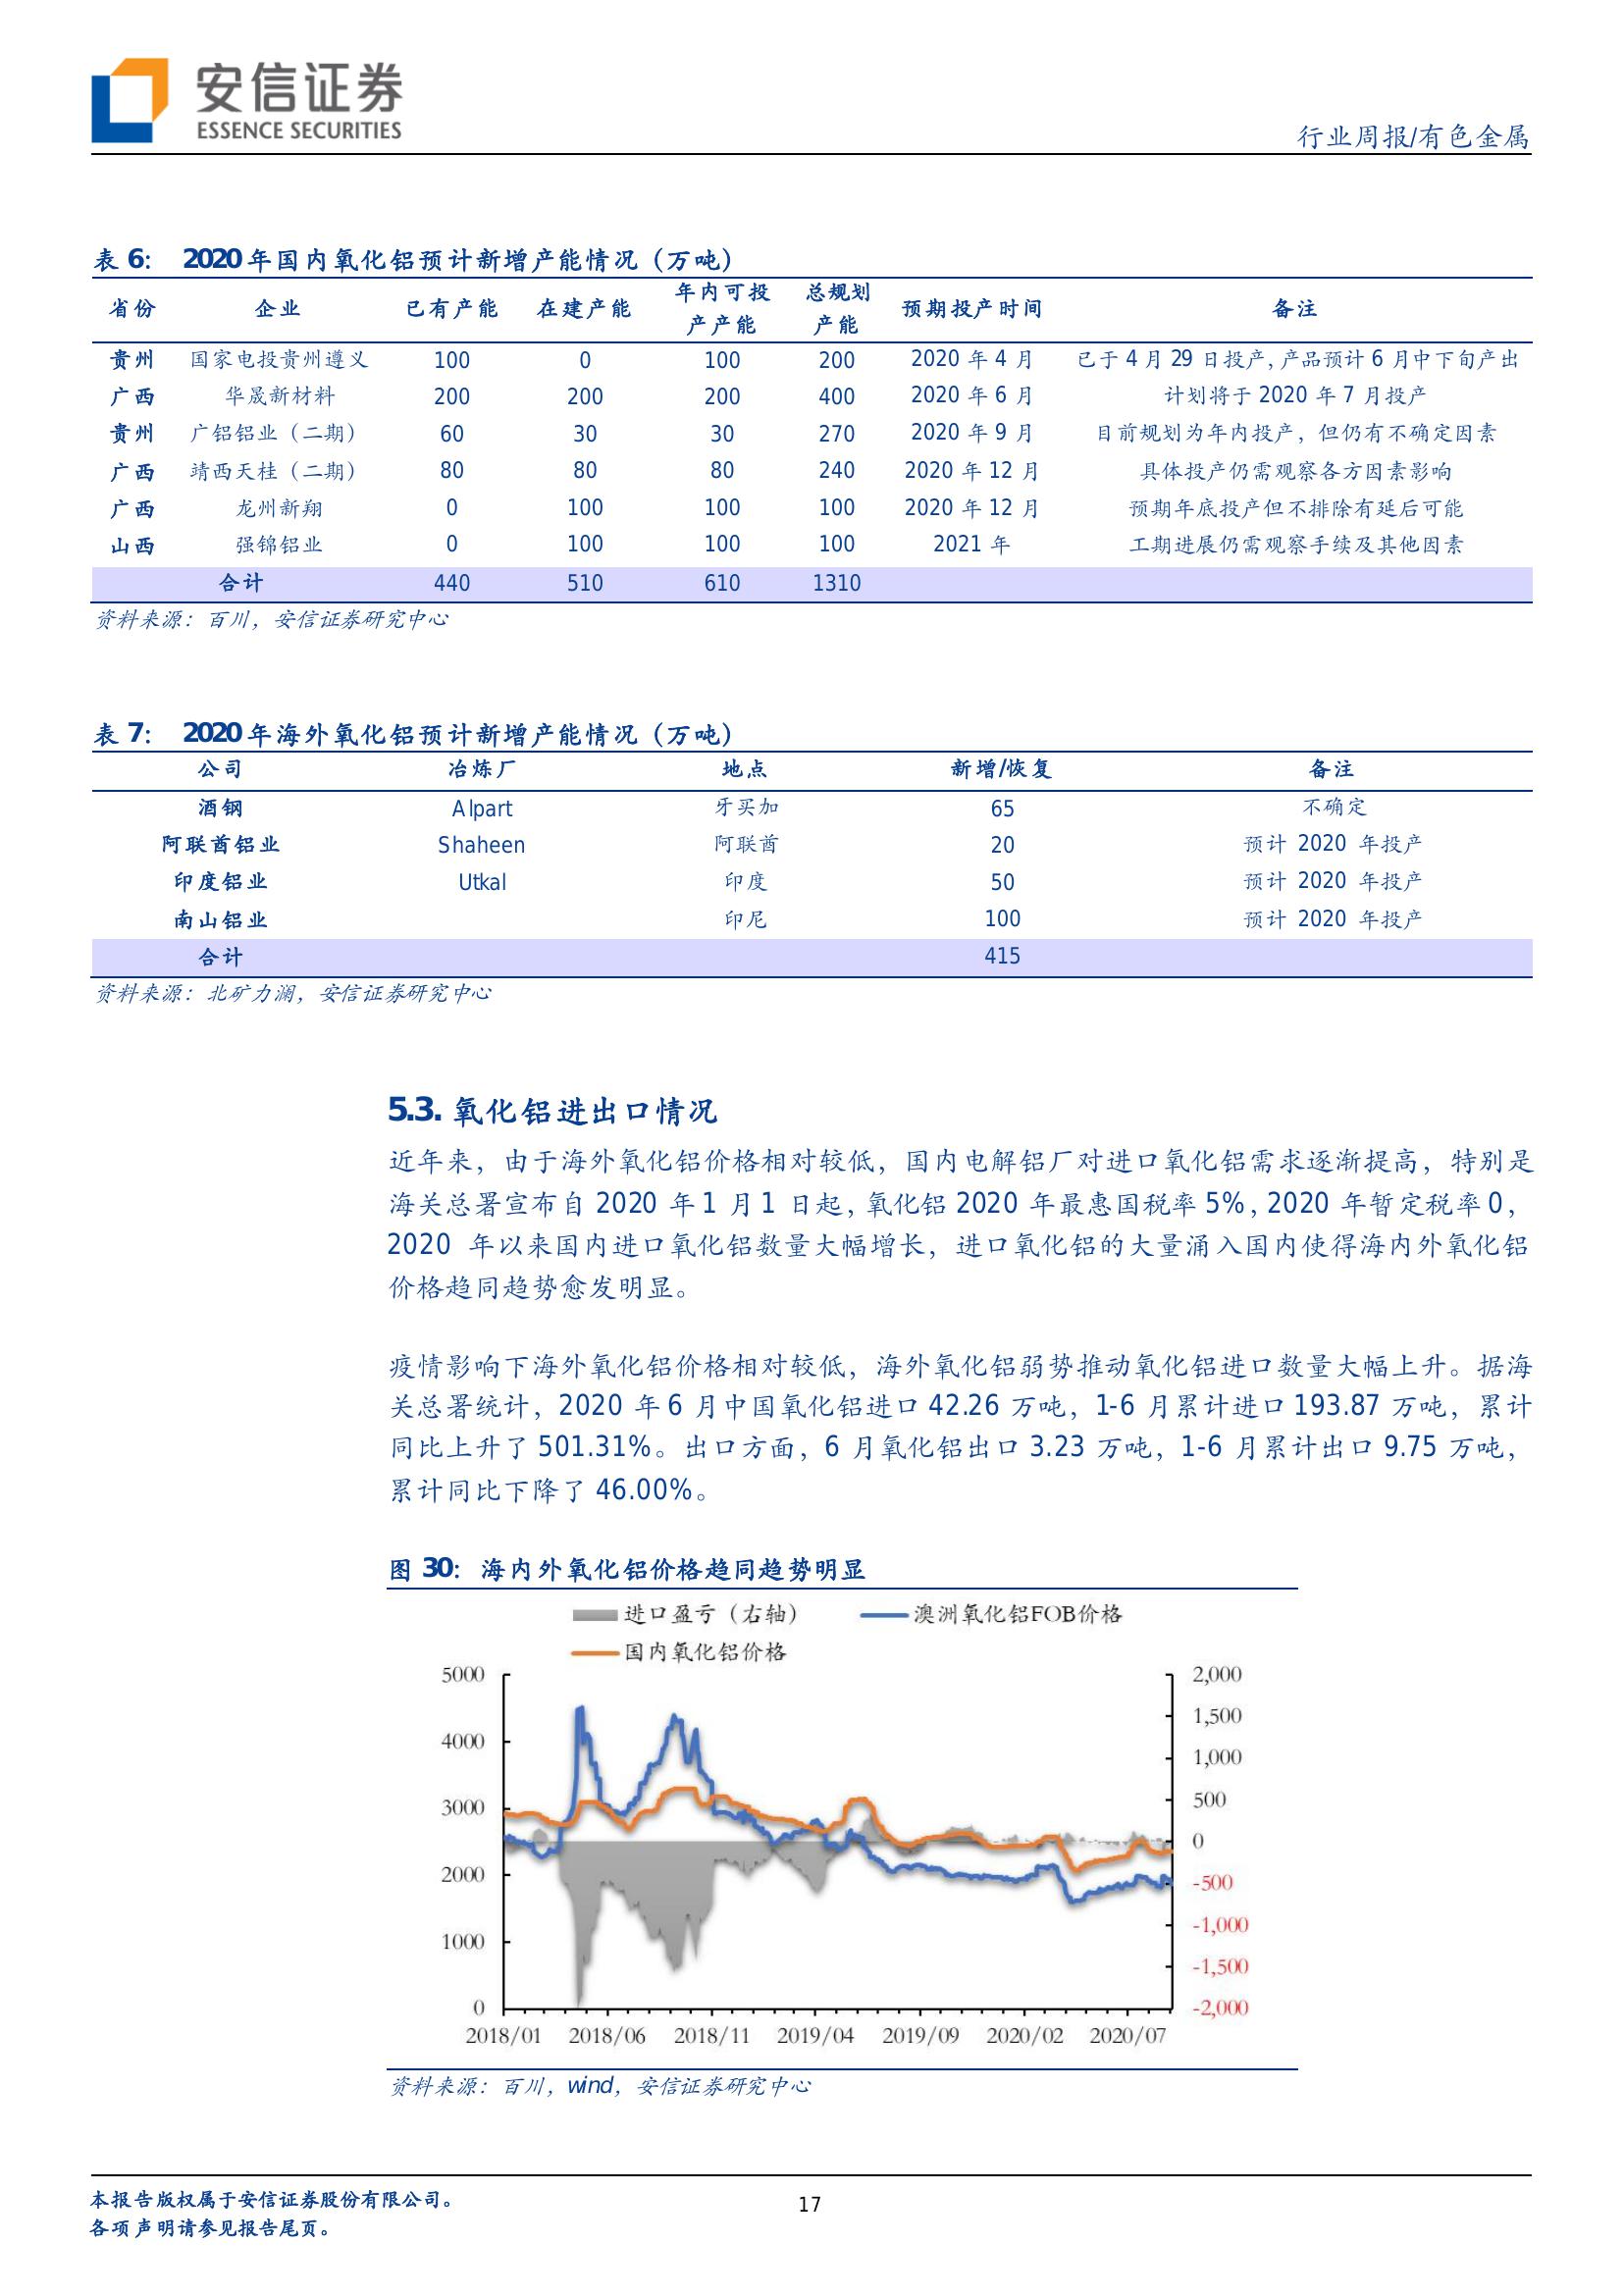 安信证券
ESSENCE SECURITIES
行业周报/有色金属
表 6： 2020年国内氧化铝预计新增产能情况（万吨）
省份 企业 已有产能 在建产能 年内可投产产能 总规划产能 预期投产时间 备注
贵州 国家电投贵州遵义 100 0 100 200 2020 年 4 月 已于 4 月 29 日投产，产品预计 6 月中下旬产出
广西 华晟新材料 200 200 200 400 2020 年 6 月 计划将于 2020 年 7 月投产
贵州 广铝铝业（二期） 60 30 30 270 2020 年 9 月 目前规划为年内投产，但仍有不确定因素
广西 靖西天桂（二期） 80 80 80 240 2020 年 12 月 具体投产仍需观察各方因素影响
广西 龙州新翔 0 100 100 100 2020 年 12 月 预期年底投产但不排除有延后可能
山西 强锦铝业 0 100 100 100 2021 年 工期进展仍需观察手续及其他因素
合计 440 510 610 1310
资料来源：百川，安信证券研究中心
表 7： 2020年海外氧化铝预计新增产能情况（万吨）
公司 冶炼厂 地点 新增/恢复 备注
酒钢 Alpart 牙买加 65 不确定
阿联酋铝业 Shaheen 阿联酋 20 预计 2020 年投产
印度铝业 Utkal 印度 50 预计 2020 年投产
南山铝业 印尼 100 预计 2020 年投产
合计 415
资料来源：北矿力澜，安信证券研究中心
5.3. 氧化铝进出口情况
近年来，由于海外氧化铝价格相对较低，国内电解铝厂对进口氧化铝需求逐渐提高，特别是
海关总署宣布自 2020 年 1 月 1 日起，氧化铝 2020 年最惠国税率 5%，2020 年暂定税率 0，
2020 年以来国内进口氧化铝数量大幅增长，进口氧化铝的大量涌入国内使得海内外氧化铝
价格趋同趋势愈发明显。
疫情影响下海外氧化铝价格相对较低，海外氧化铝弱势推动氧化铝进口数量大幅上升。据海
关总署统计，2020 年 6 月中国氧化铝进口 42.26 万吨，1-6 月累计进口 193.87 万吨，累计
同比上升了 501.31%。出口方面，6 月氧化铝出口 3.23 万吨，1-6 月累计出口 9.75 万吨，
累计同比下降了 46.00%。
图 30：海内外氧化铝价格趋同趋势明显
进口盈亏（右轴） 澳洲氧化铝FOB价格
国内氧化铝价格
5000 2,000
1,500
4000 1,000
3000 500
0
2000 -500
1000 -1,000
-1,500
0 -2,000
2018/01 2018/06 2018/11 2019/04 2019/09 2020/02 2020/07
资料来源：百川，wind，安信证券研究中心
本报告版权属于安信证券股份有限公司。
17
各项声明请参见报告尾页。